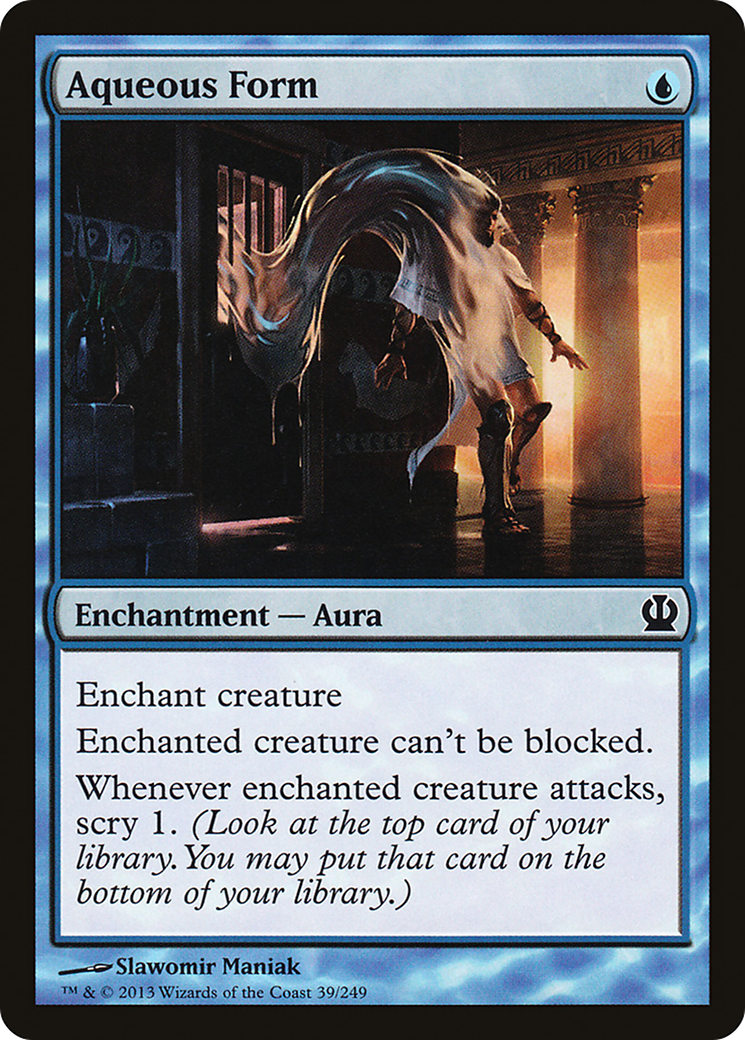 Aqueous Form
Enchantment — Aura
Enchant creature
Enchanted creature can't be blocked.
Whenever enchanted creature attacks,
scry 1. (Look at the top card of your
library. You may put that card on the
bottom of your library.)
Slawomir Maniak
™ & © 2013 Wizards of the Coast 39/249